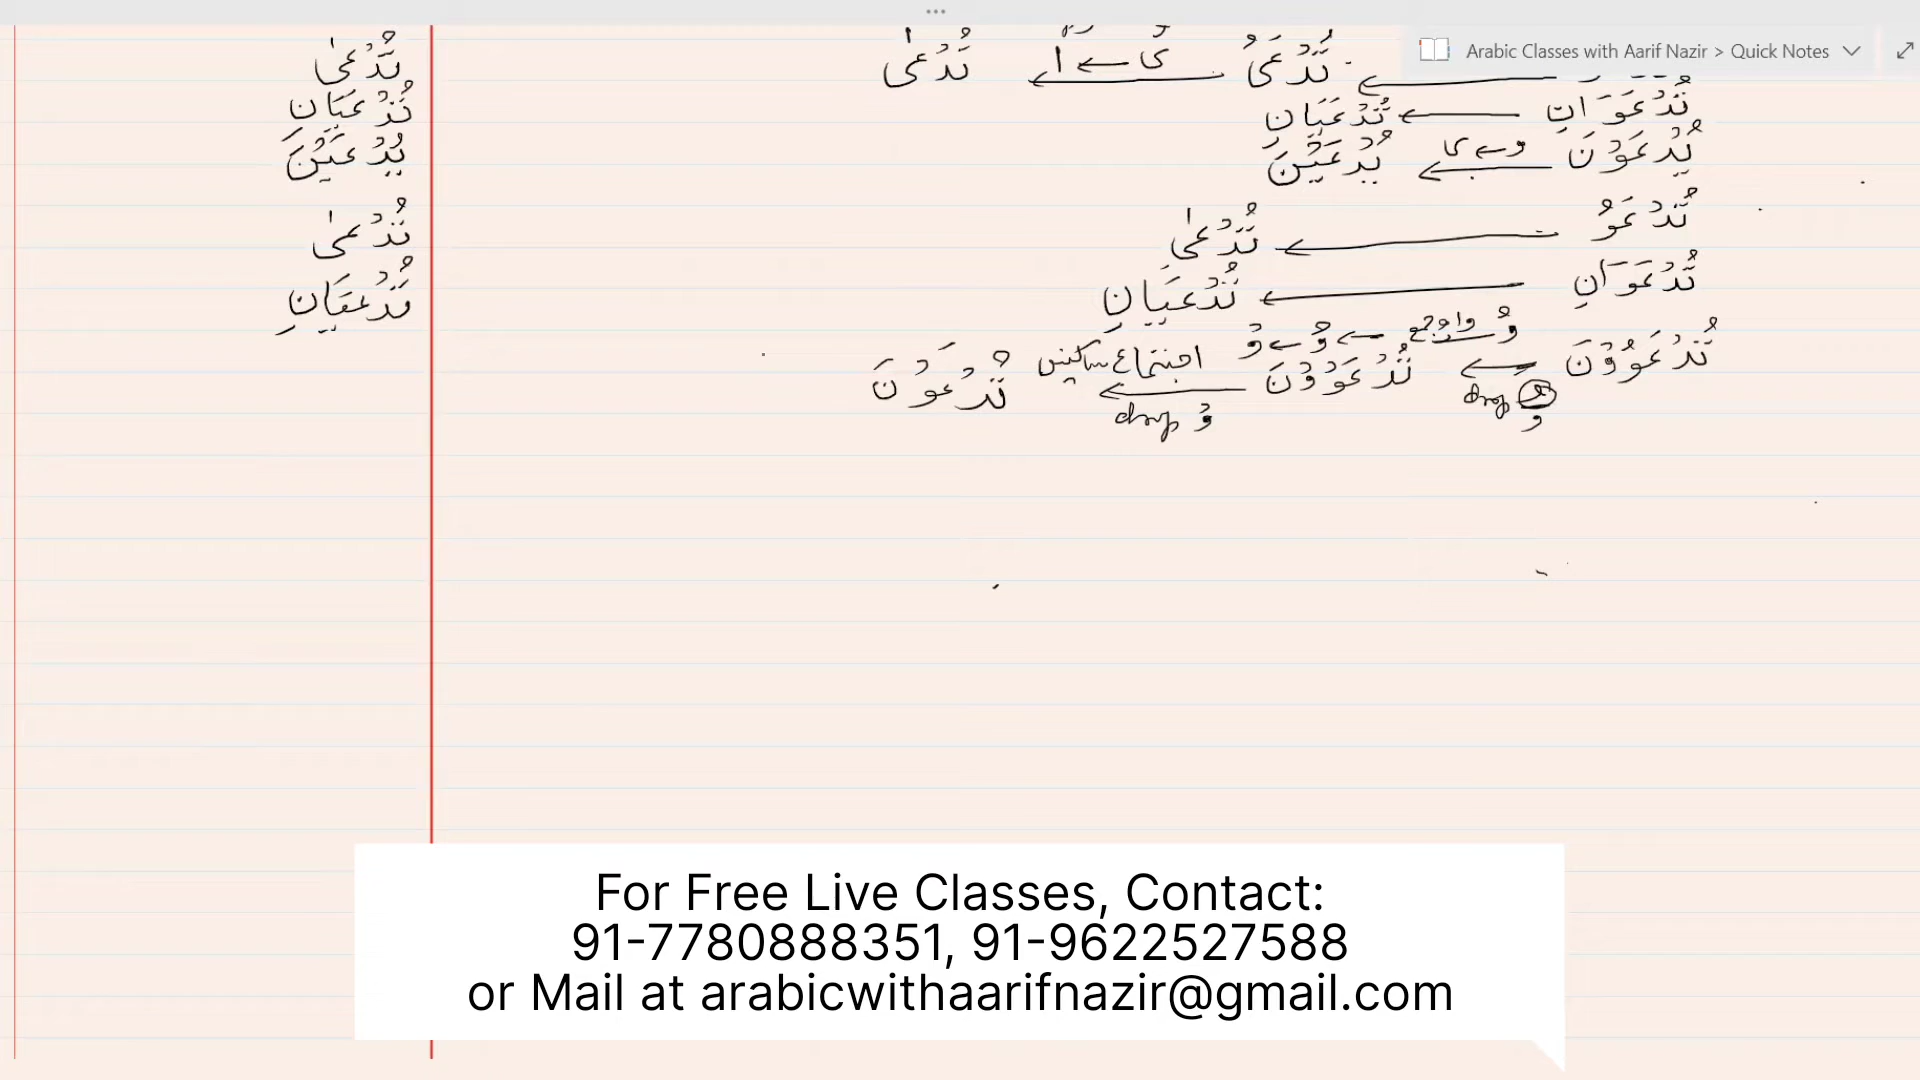 Arabic Classes with Aarif Nazir > Quick Notes
تُدْعَىُ ← ىُ ← ا تُدْعٰى تُدْعٰى
تُدْعَوَانِ ← تُدْعَيَانِ تُدْعَيَانِ
يُدْعَوْنَ و ← ى يُدْعَيْنَ يُدْعَيْنَ
تُدْعَوُ ← تُدْعٰى تُدْعٰى
تُدْعَوَانِ ← تُدْعَيَانِ تُدْعَيَانِ
تُدْعَوُوْنَ ← تُدْعَوْوْنَ اجتماع ساكنين ← تُدْعَوْنَ
drop وْ drop
For Free Live Classes, Contact:
91-7780888351, 91-9622527588
or Mail at arabicwithaarifnazir@gmail.com